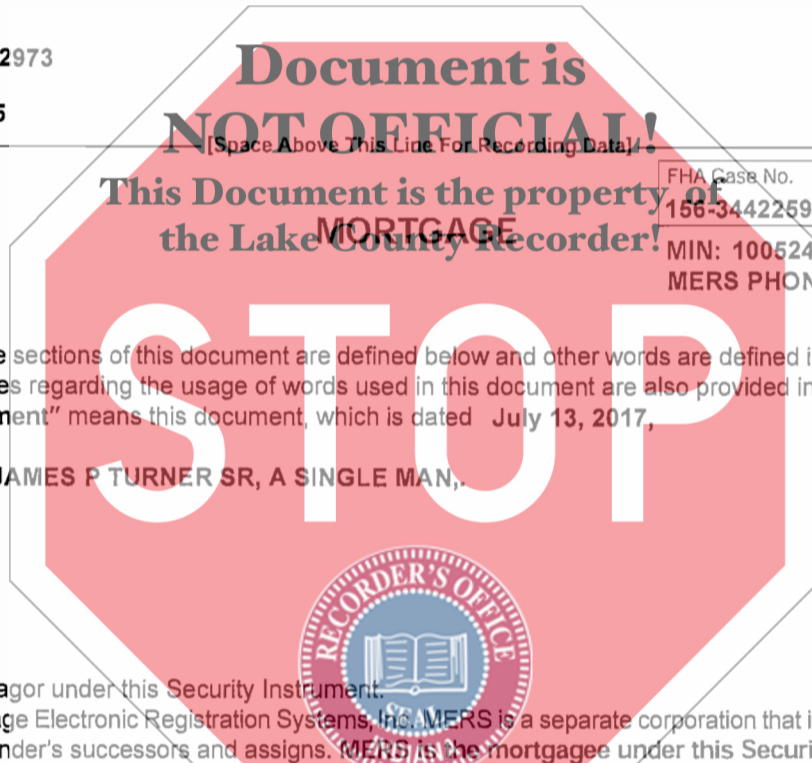 2973
5
Document is
NOT OFFICIAL!
[Space Above This Line For Recording Data]
This Document is the property of
the Lake County Recorder!
MORTGAGE
FHA Case No.
156-3442259
MIN: 100524
MERS PHON
STOP
e sections of this document are defined below and other words are defined i
es regarding the usage of words used in this document are also provided in
ment” means this document, which is dated July 13, 2017,
JAMES P TURNER SR, A SINGLE MAN,.
RECORDER'S OFFICE
SEAL
agor under this Security Instrument.
ge Electronic Registration Systems, Inc. MERS is a separate corporation that i
nder's successors and assigns. MERS is the mortgagee under this Securi